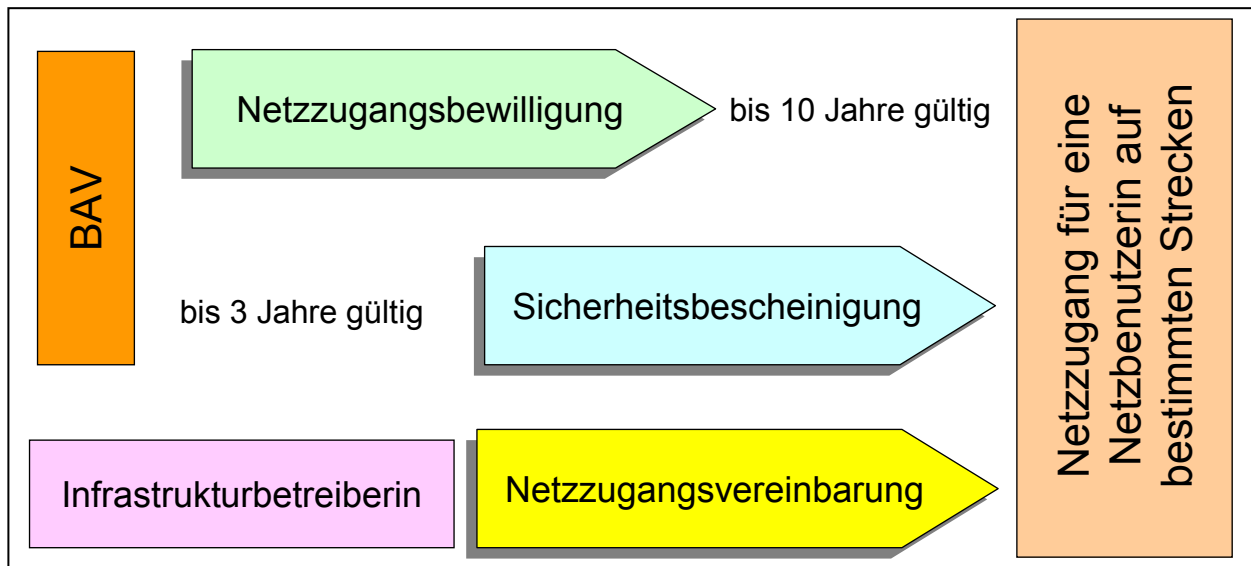 BAV
Netzzugangsbewilligung
bis 10 Jahre gültig
bis 3 Jahre gültig
Sicherheitsbescheinigung
Infrastrukturbetreiberin
Netzzugangsvereinbarung
Netzzugang für eine
Netzbenutzerin auf
bestimmten Strecken